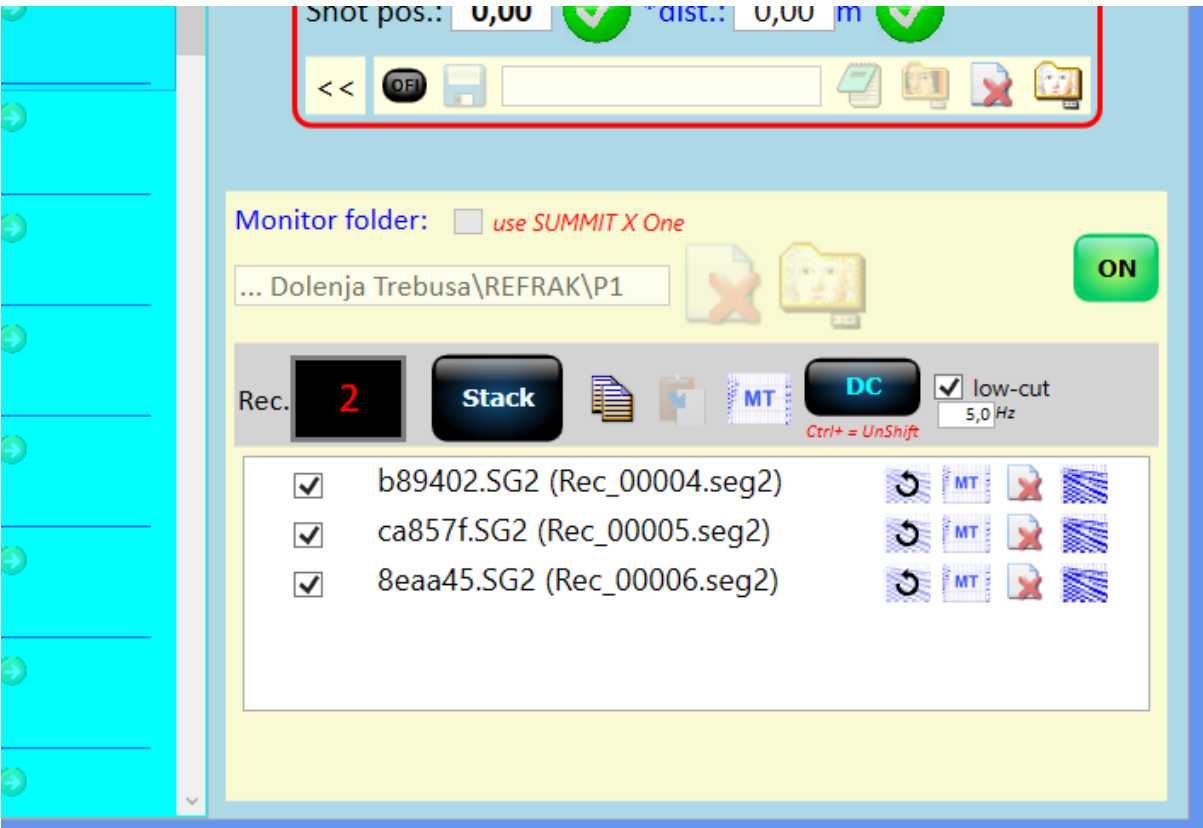 Shot pos.: 0,00 *dist.: 0,00 m
<< OFI
Monitor folder: use SUMMIT X One
... Dolenja Trebusa\REFRAK\P1
ON
Rec. 2 Stack MT DC low-cut
5,0 Hz
Ctrl+ = UnShift
b89402.SG2 (Rec_00004.seg2) MT
ca857f.SG2 (Rec_00005.seg2) MT
8eaa45.SG2 (Rec_00006.seg2) MT